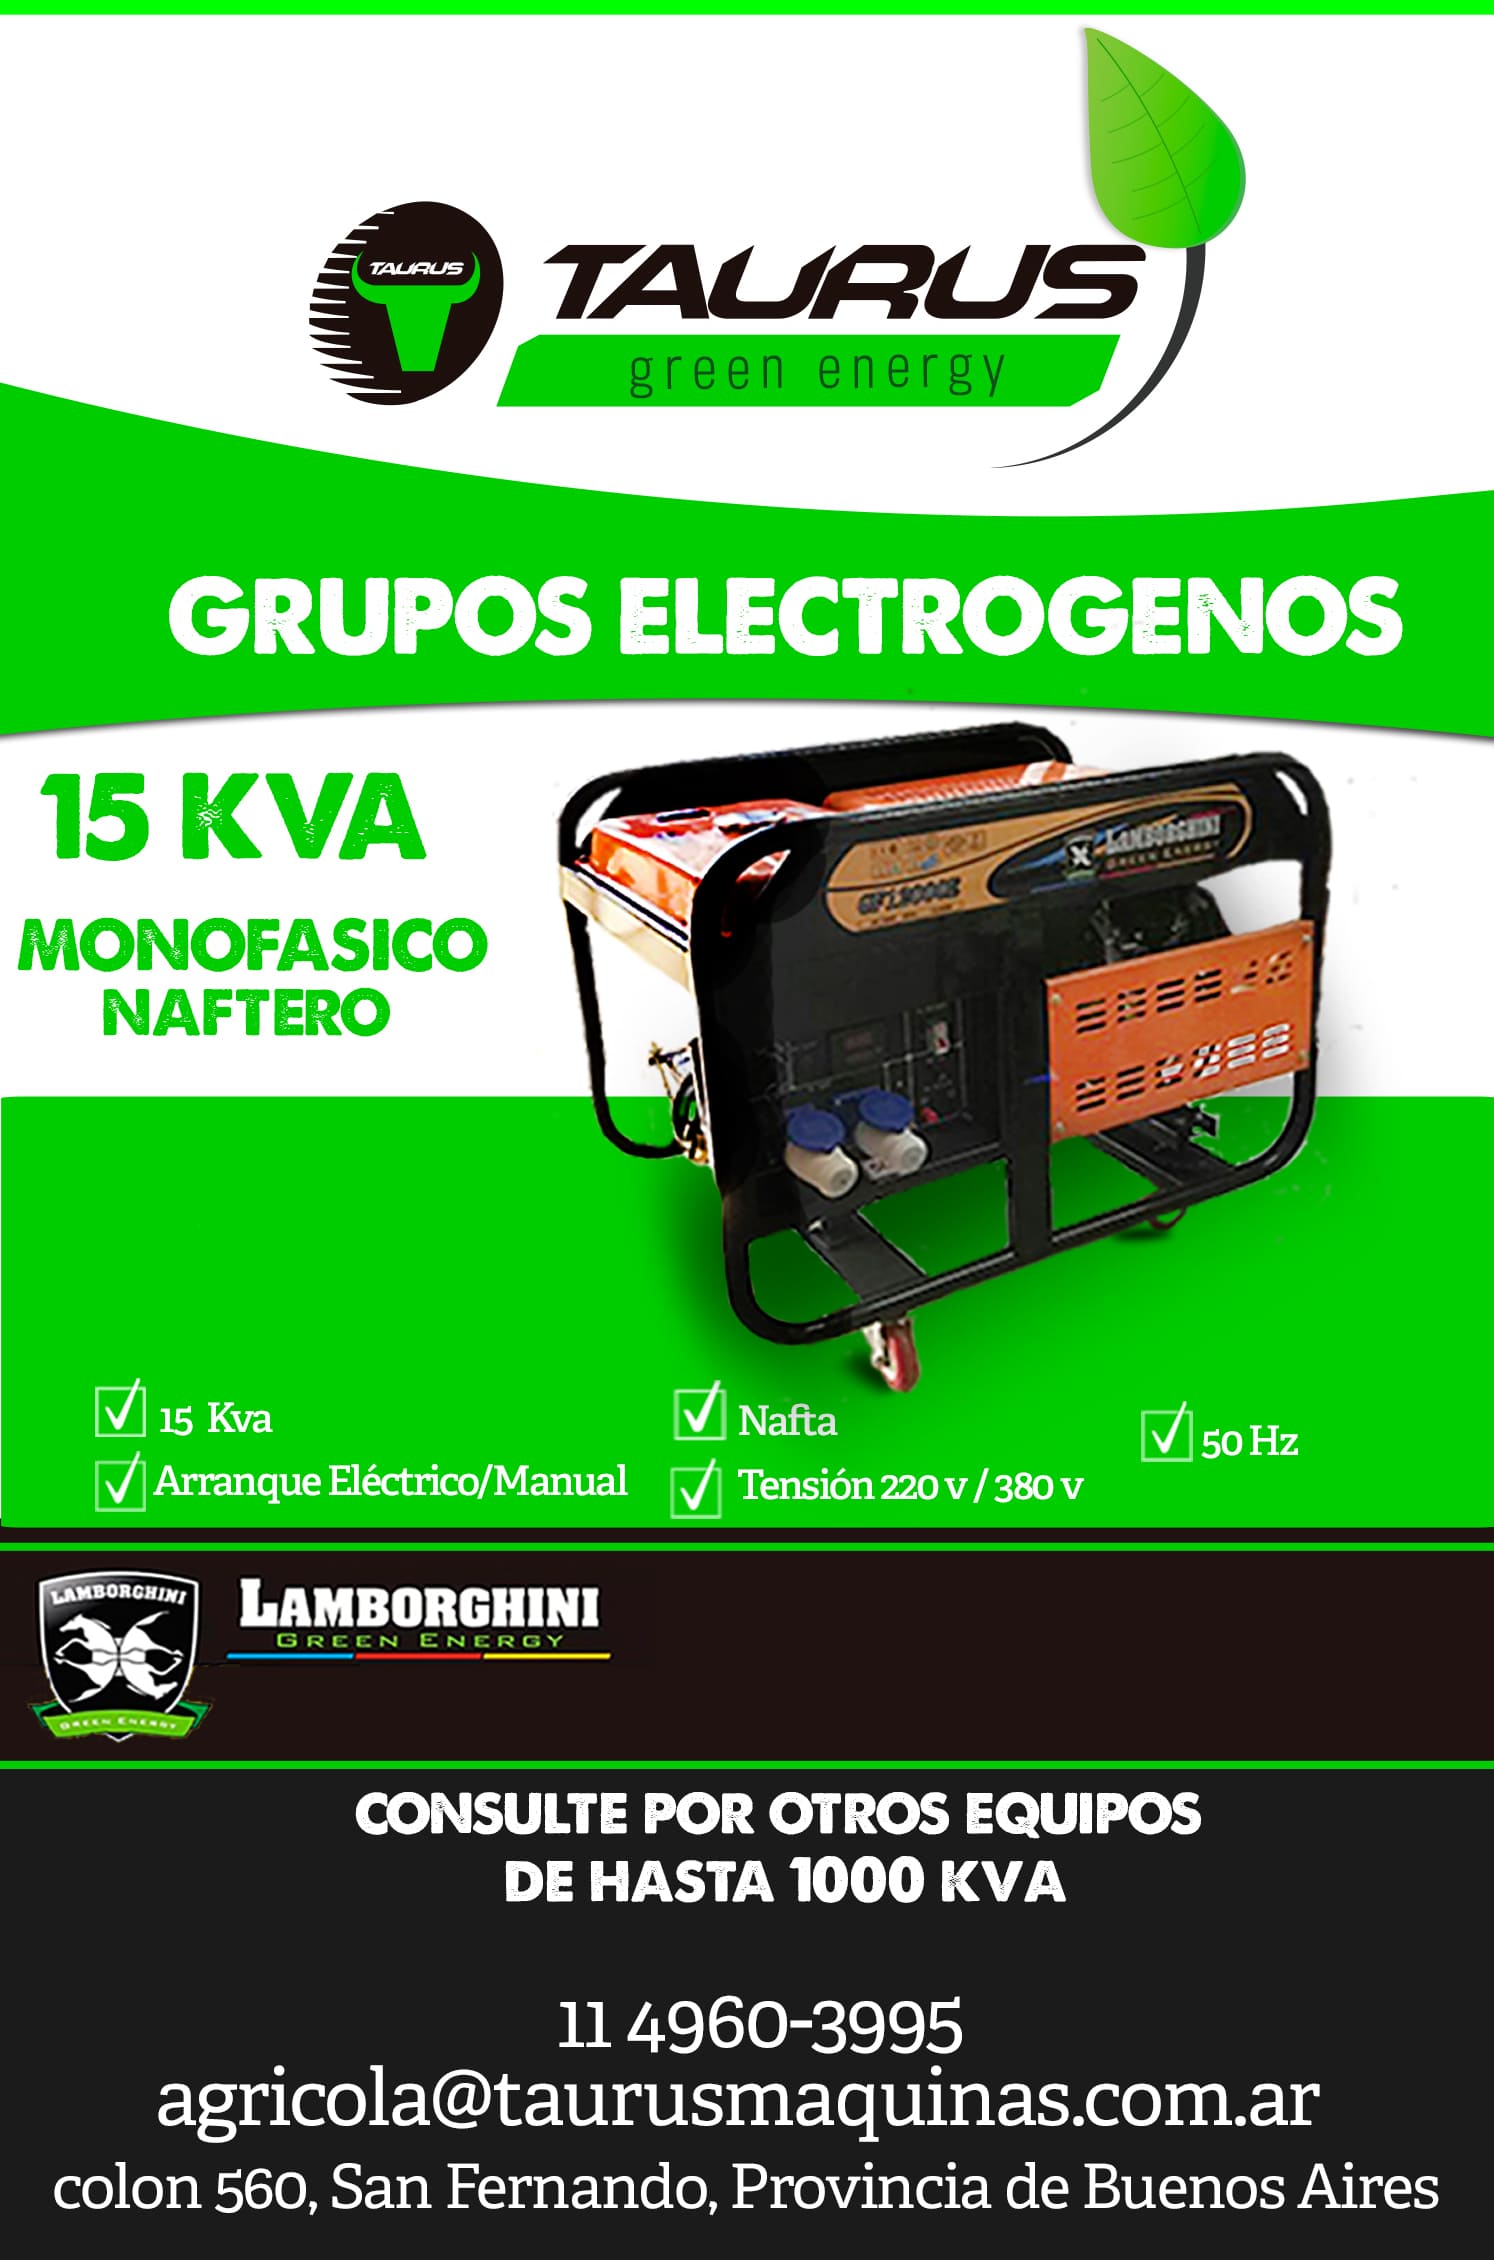 TAURUS
TAURUS
green energy
GRUPOS ELECTROGENOS
15 KVA
MONOFASICO
NAFTERO
LAMBORGHINI
GREEN ENERGY
15 Kva
Nafta
50 Hz
Arranque Eléctrico/Manual
Tensión 220 v / 380 v
LAMBORGHINI
GREEN ENERGY
LAMBORGHINI
GREEN ENERGY
CONSULTE POR OTROS EQUIPOS
DE HASTA 1000 KVA
11 4960-3995
agricola@taurusmaquinas.com.ar
colon 560, San Fernando, Provincia de Buenos Aires